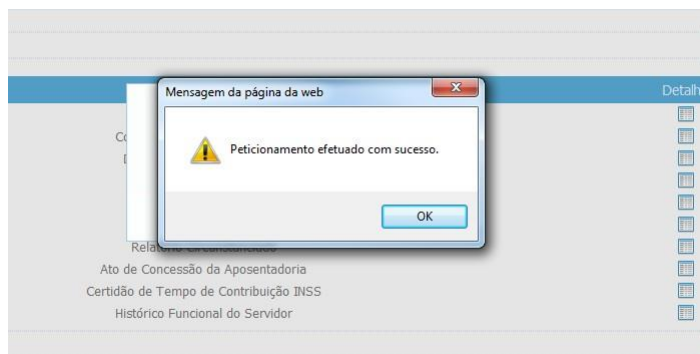 Mensagem da página da web
Detalh
Peticionamento efetuado com sucesso.
OK
Ato de Concessão da Aposentadoria
Certidão de Tempo de Contribuição INSS
Histórico Funcional do Servidor